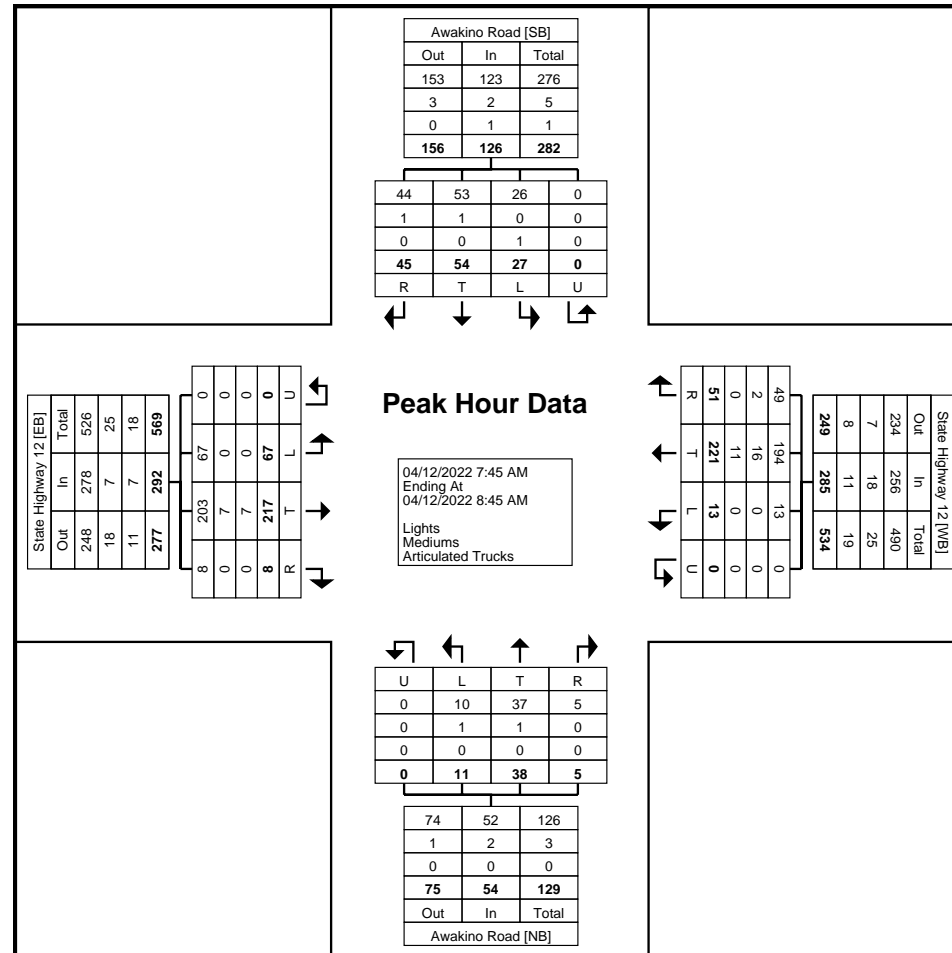 Awakino Road [SB]
Out In Total
153 123 276
3 2 5
0 1 1
156 126 282
44 53 26 0
1 1 0 0
0 0 1 0
45 54 27 0
R T L U
State Highway 12 [EB]
Total 526 25 18 569
In 278 7 7 292
Out 248 18 11 277
0 0 0 0 U
67 0 0 67 L
203 7 7 217 T
8 0 0 8 R
Peak Hour Data
04/12/2022 7:45 AM
Ending At
04/12/2022 8:45 AM
Lights
Mediums
Articulated Trucks
R 51 0 2 49
T 221 11 16 194
L 13 0 0 13
U 0 0 0 0
249 8 7 234 Out
285 11 18 256 In
534 19 25 490 Total
State Highway 12 [WB]
U L T R
0 10 37 5
0 1 1 0
0 0 0 0
0 11 38 5
74 52 126
1 2 3
0 0 0
75 54 129
Out In Total
Awakino Road [NB]